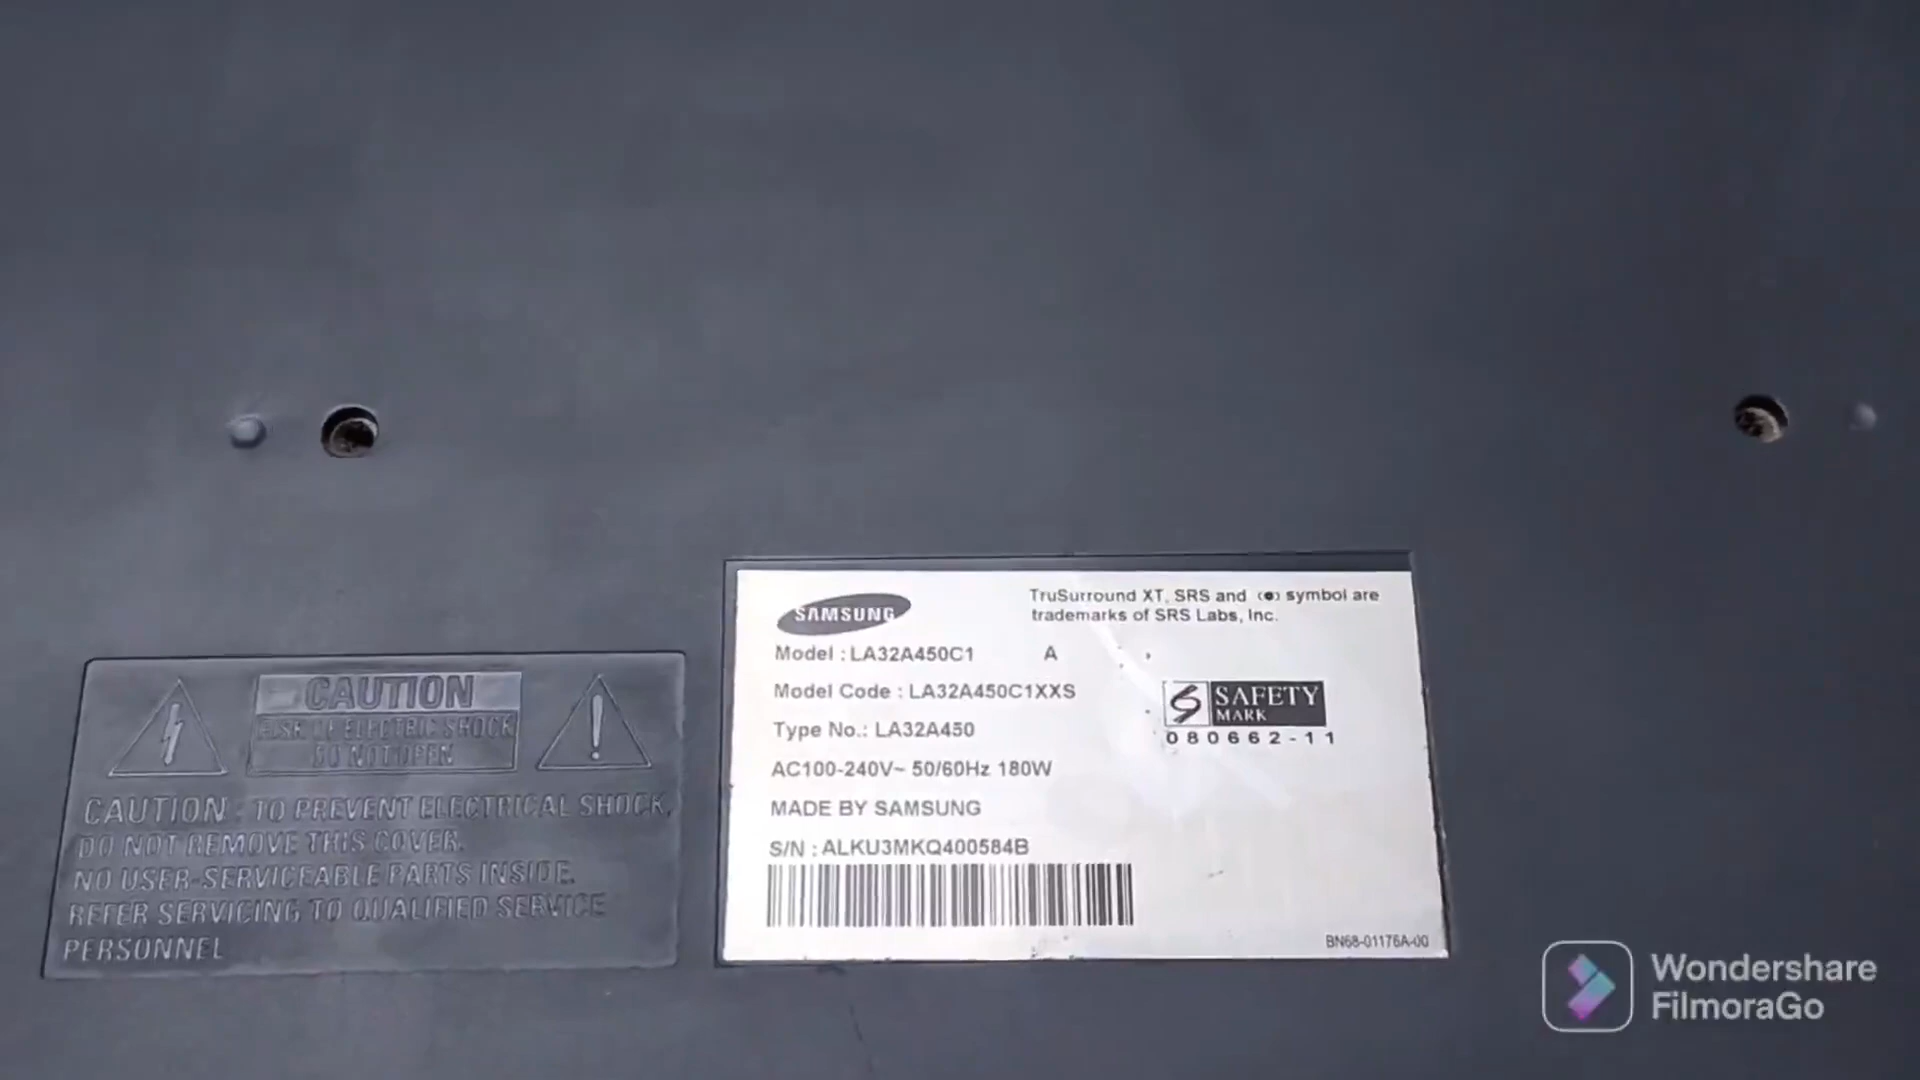 CAUTION
RISK OF ELECTRIC SHOCK
DO NOT OPEN
CAUTION : TO PREVENT ELECTRICAL SHOCK,
DO NOT REMOVE THIS COVER.
NO USER-SERVICEABLE PARTS INSIDE.
REFER SERVICING TO QUALIFIED SERVICE
PERSONNEL
SAMSUNG
TruSurround XT, SRS and (●) symbol are
trademarks of SRS Labs, Inc.
Model : LA32A450C1 A
Model Code : LA32A450C1XXS
Type No.: LA32A450
AC100-240V~ 50/60Hz 180W
MADE BY SAMSUNG
S/N : ALKU3MKQ400584B
SAFETY
MARK
080662-11
BN68-01176A-00
Wondershare
FilmoraGo